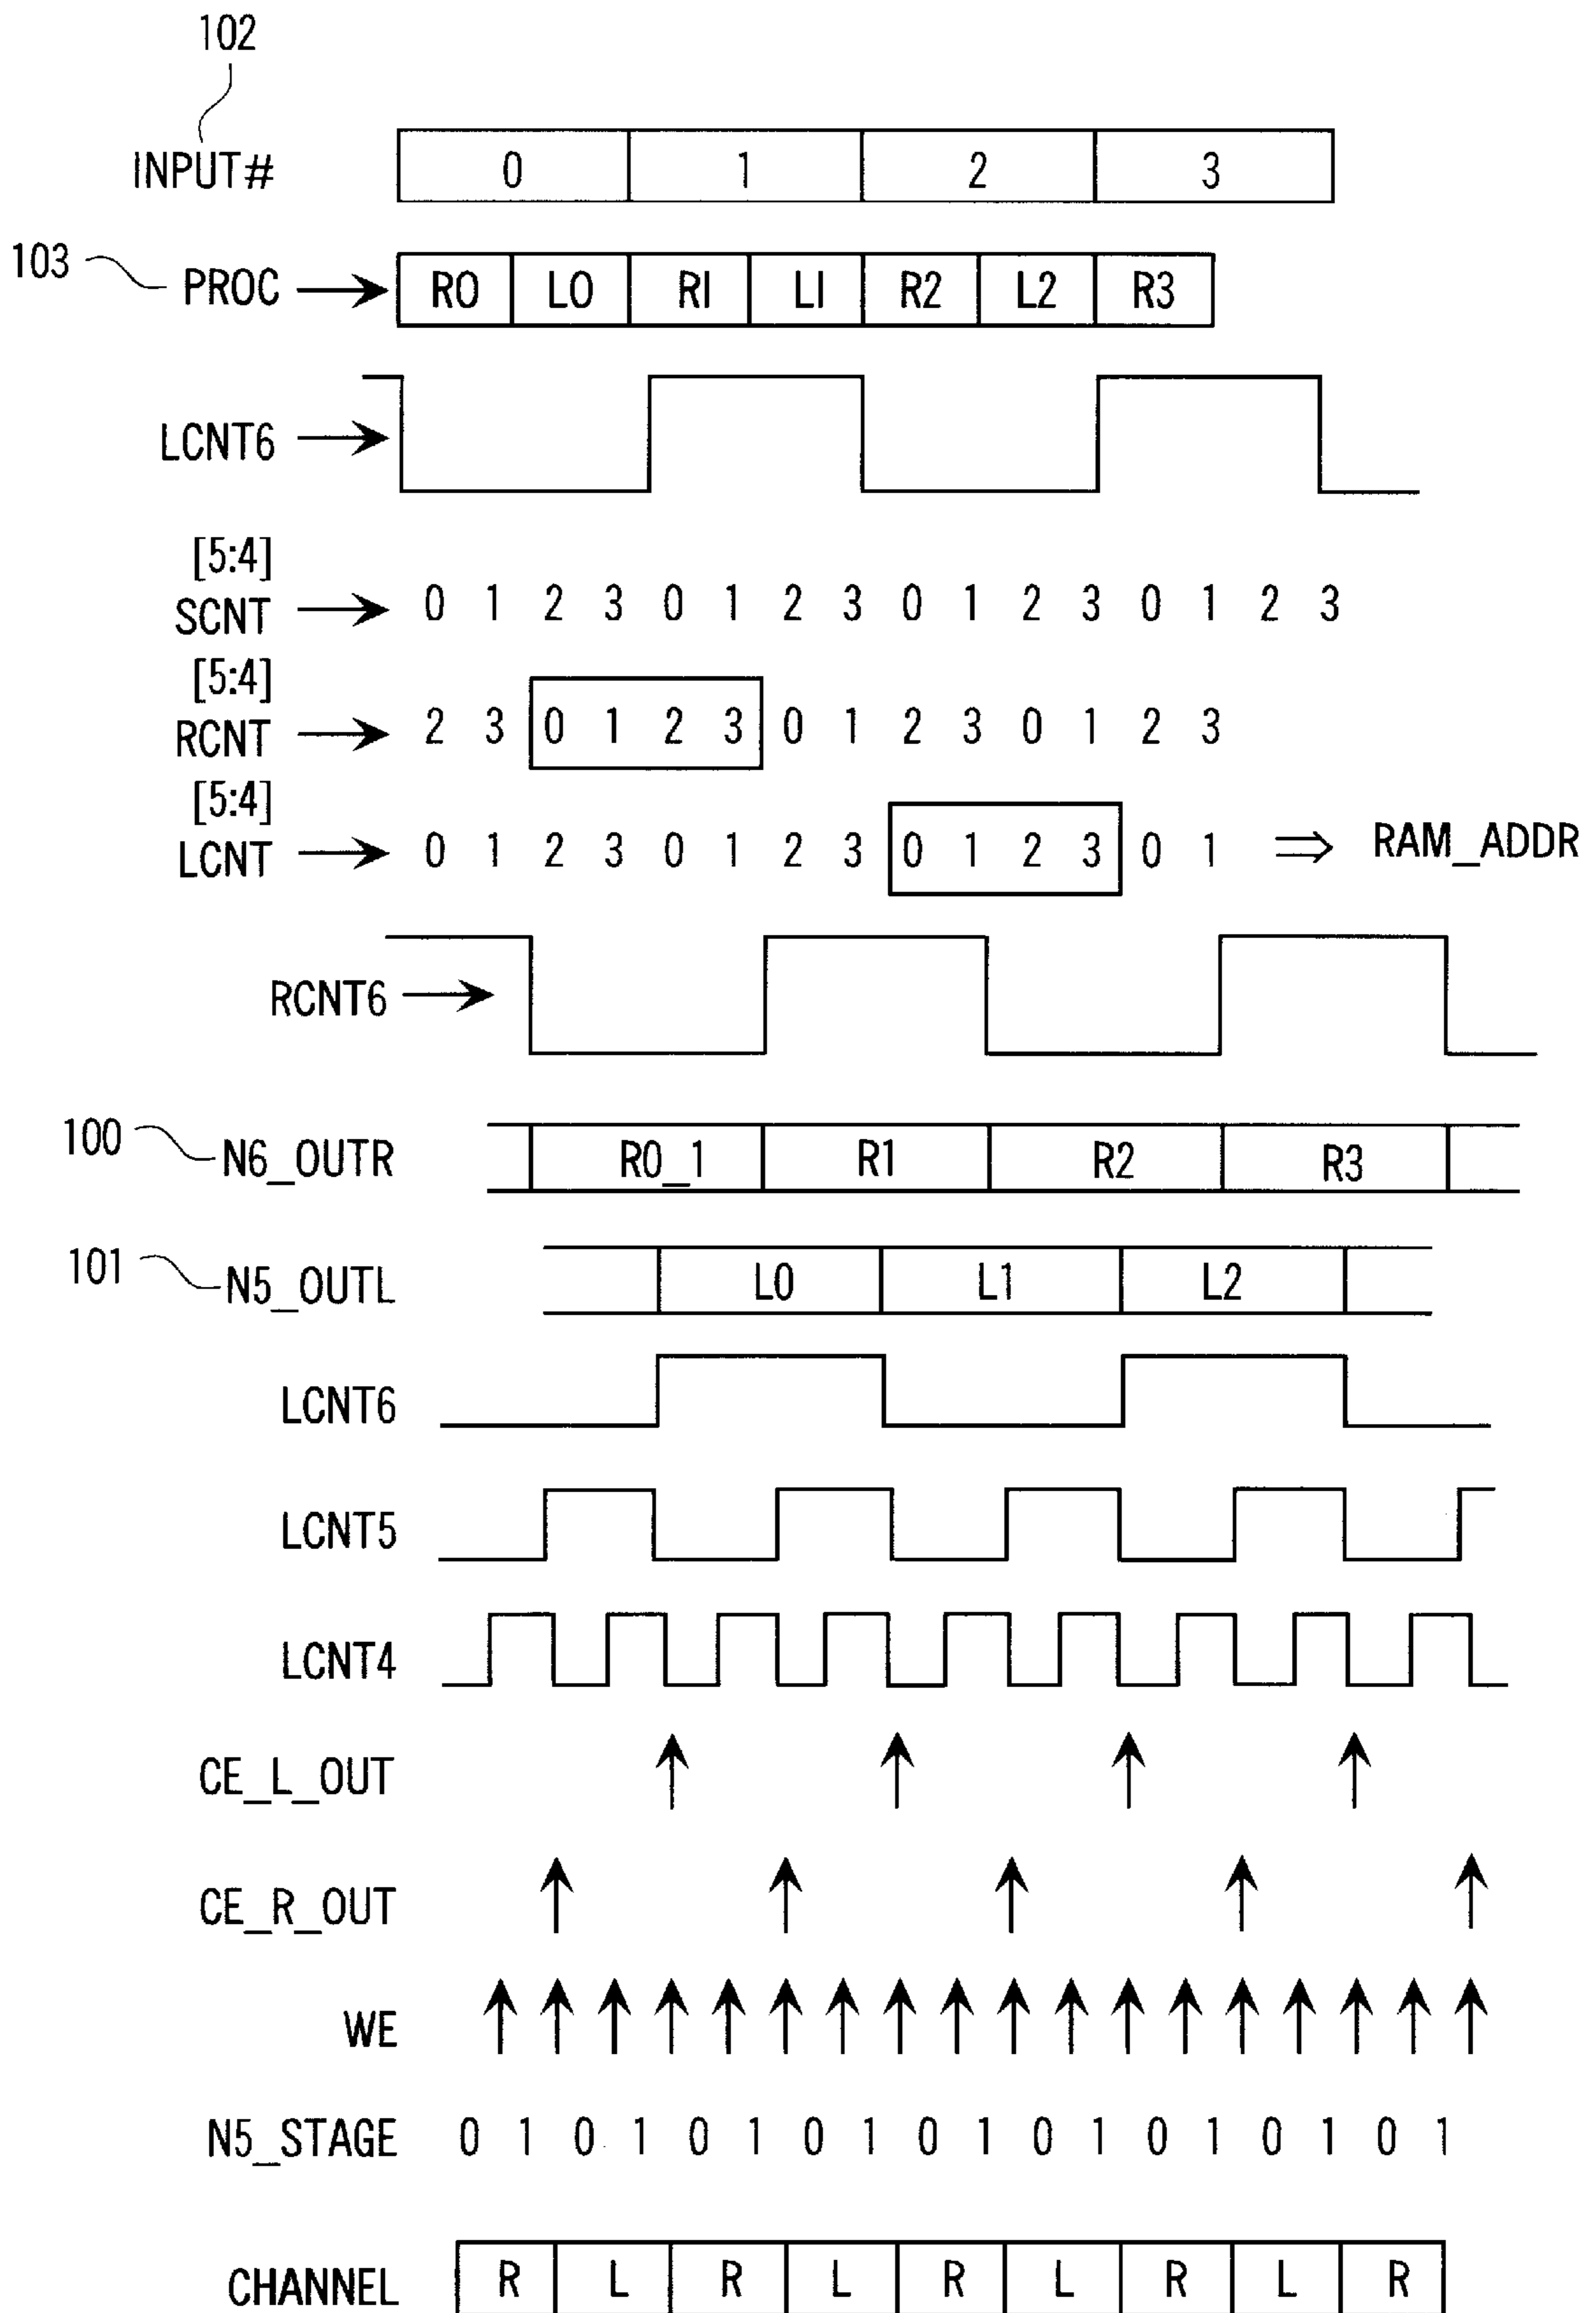 102
INPUT# 0 1 2 3
103 PROC R0 L0 R1 L1 R2 L2 R3
LCNT6
[5:4]
SCNT 0 1 2 3 0 1 2 3 0 1 2 3 0 1 2 3
[5:4]
RCNT 2 3 0 1 2 3 0 1 2 3 0 1 2 3
[5:4]
LCNT 0 1 2 3 0 1 2 3 0 1 2 3 0 1 ⇒ RAM_ADDR
RCNT6
100 N6_OUTR R0_1 R1 R2 R3
101 N5_OUTL L0 L1 L2
LCNT6
LCNT5
LCNT4
CE_L_OUT
CE_R_OUT
WE
N5_STAGE 0 1 0 1 0 1 0 1 0 1 0 1 0 1 0 1 0 1
CHANNEL R L R L R L R L R